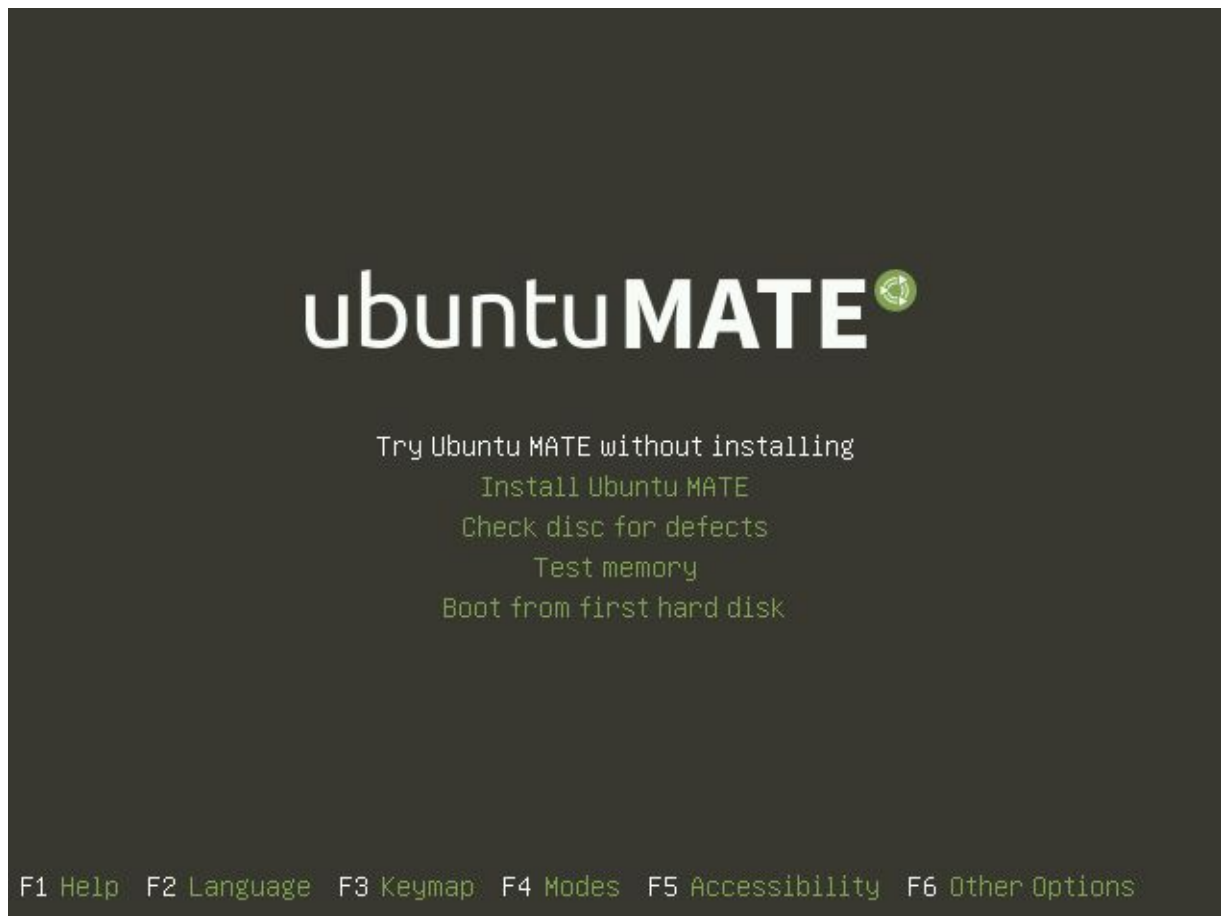 ubuntu MATE
Try Ubuntu MATE without installing
Install Ubuntu MATE
Check disc for defects
Test memory
Boot from first hard disk
F1 Help F2 Language F3 Keymap F4 Modes F5 Accessibility F6 Other Options